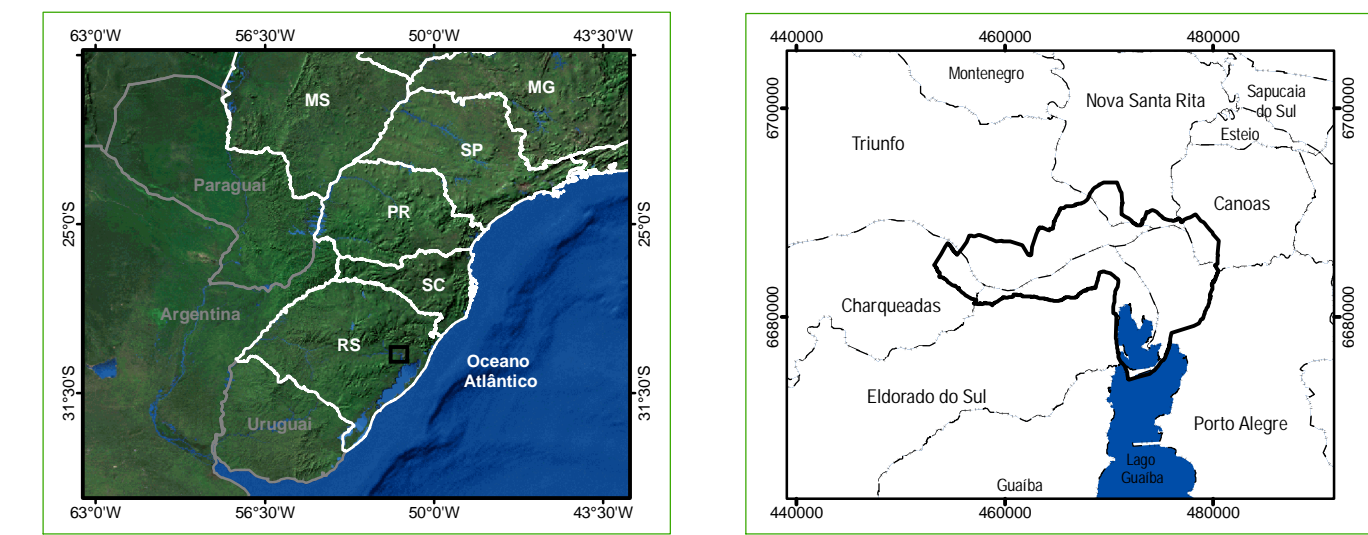 63°0'W 56°30'W 50°0'W 43°30'W
MG
MS
SP
25°0'S
25°0'S
Paraguai
PR
SC
Argentina
RS
Oceano
Atlântico
31°30'S
31°30'S
Uruguai
63°0'W 56°30'W 50°0'W 43°30'W
440000 460000 480000
Montenegro
Nova Santa Rita
Sapucaia
do Sul
6700000
6700000
Esteio
Triunfo
Canoas
Charqueadas
6680000
6680000
Eldorado do Sul
Porto Alegre
Lago
Guaíba
Guaíba
440000 460000 480000